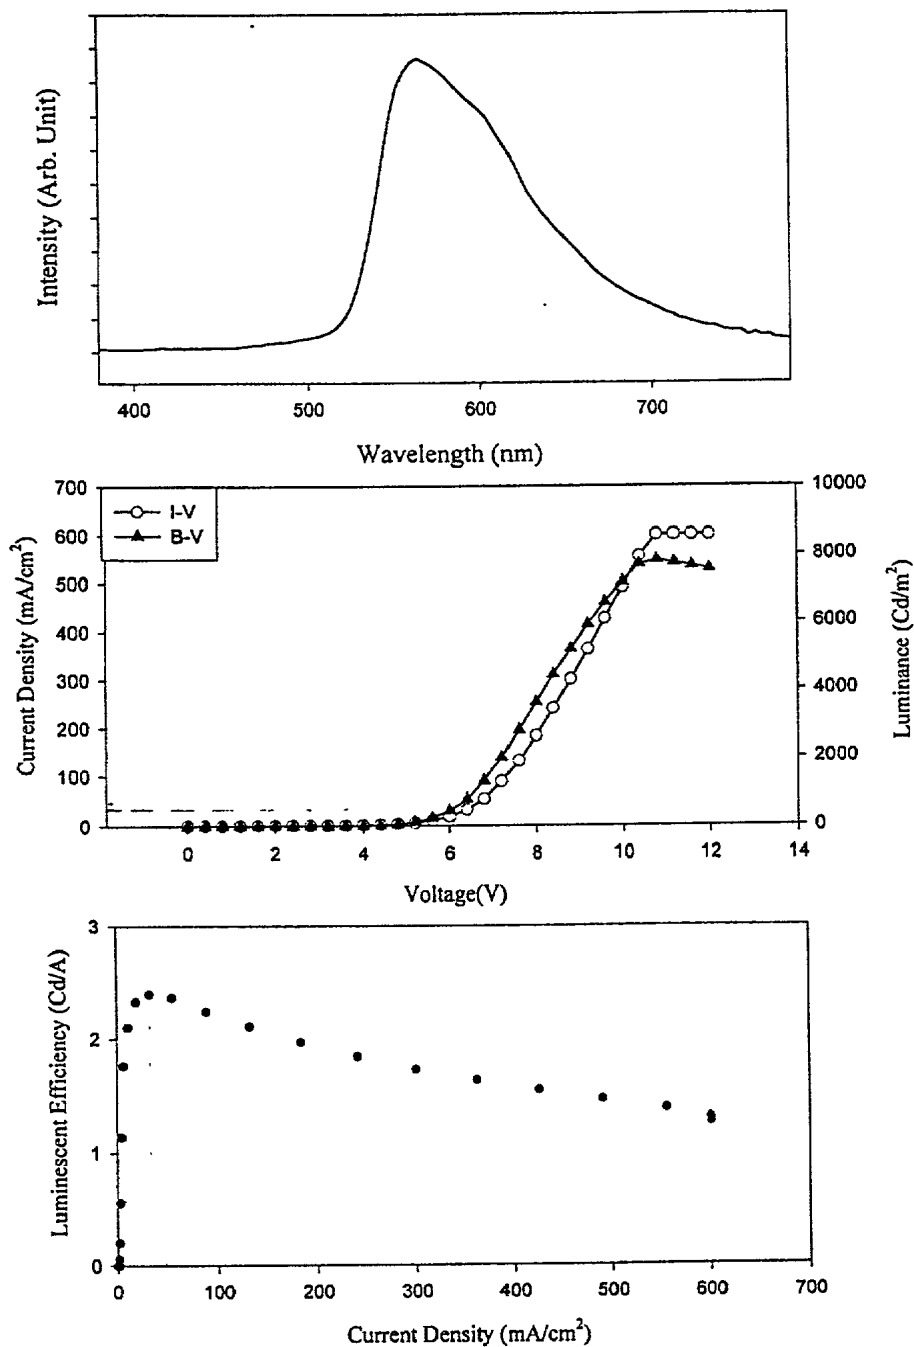 Intensity (Arb. Unit)
400 500 600 700
Wavelength (nm)
I-V
B-V
Current Density (mA/cm²)
700
600
500
400
300
200
100
0
10000
8000
6000
4000
2000
0
Luminance (Cd/m²)
0 2 4 6 8 10 12 14
Voltage(V)
Luminescent Efficiency (Cd/A)
3
2
1
0
0 100 200 300 400 500 600 700
Current Density (mA/cm²)